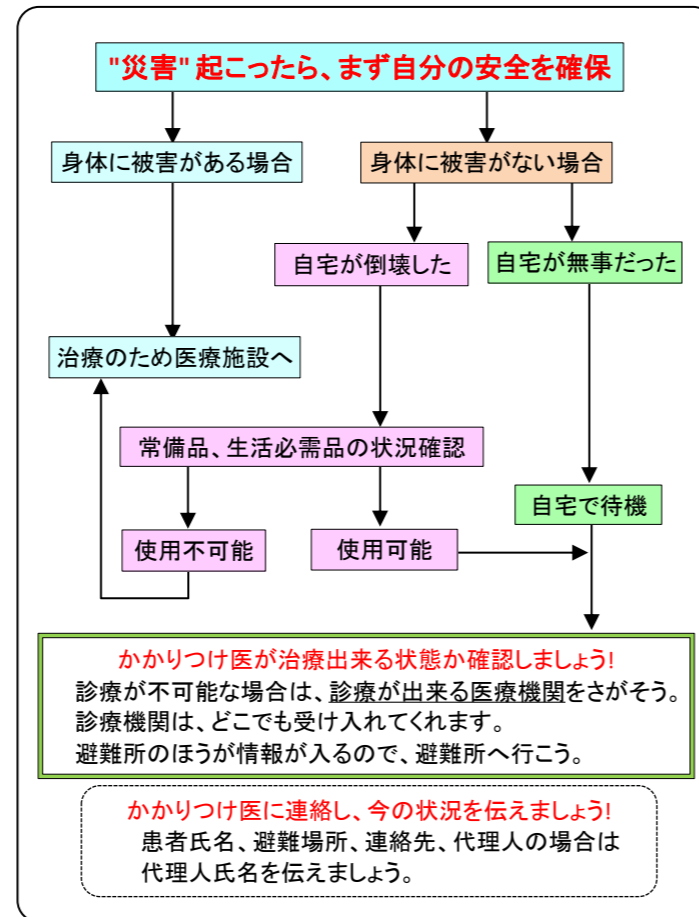 "災害" 起こったら、まず自分の安全を確保
身体に被害がある場合
身体に被害がない場合
自宅が倒壊した
自宅が無事だった
治療のため医療施設へ
常備品、生活必需品の状況確認
自宅で待機
使用不可能
使用可能
かかりつけ医が治療出来る状態か確認しましょう!
診療が不可能な場合は、診療が出来る医療機関をさがそう。
診療機関は、どこでも受け入れてくれます。
避難所のほうが情報が入るので、避難所へ行こう。
かかりつけ医に連絡し、今の状況を伝えましょう!
患者氏名、避難場所、連絡先、代理人の場合は
代理人氏名を伝えましょう。